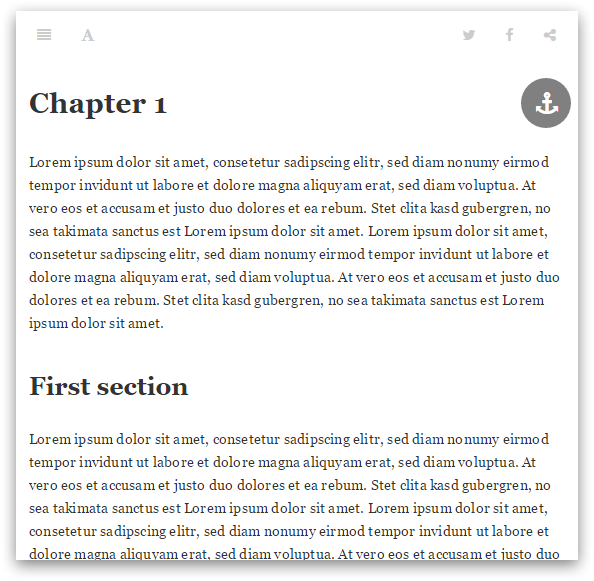 A
Chapter 1
Lorem ipsum dolor sit amet, consetetur sadipscing elitr, sed diam nonumy eirmod
tempor invidunt ut labore et dolore magna aliquyam erat, sed diam voluptua. At
vero eos et accusam et justo duo dolores et ea rebum. Stet clita kasd gubergren, no
sea takimata sanctus est Lorem ipsum dolor sit amet. Lorem ipsum dolor sit amet,
consetetur sadipscing elitr, sed diam nonumy eirmod tempor invidunt ut labore et
dolore magna aliquyam erat, sed diam voluptua. At vero eos et accusam et justo duo
dolores et ea rebum. Stet clita kasd gubergren, no sea takimata sanctus est Lorem
ipsum dolor sit amet.
First section
Lorem ipsum dolor sit amet, consetetur sadipscing elitr, sed diam nonumy eirmod
tempor invidunt ut labore et dolore magna aliquyam erat, sed diam voluptua. At
vero eos et accusam et justo duo dolores et ea rebum. Stet clita kasd gubergren, no
sea takimata sanctus est Lorem ipsum dolor sit amet. Lorem ipsum dolor sit amet,
consetetur sadipscing elitr, sed diam nonumy eirmod tempor invidunt ut labore et
dolore magna aliquyam erat, sed diam voluptua. At vero eos et accusam et justo duo